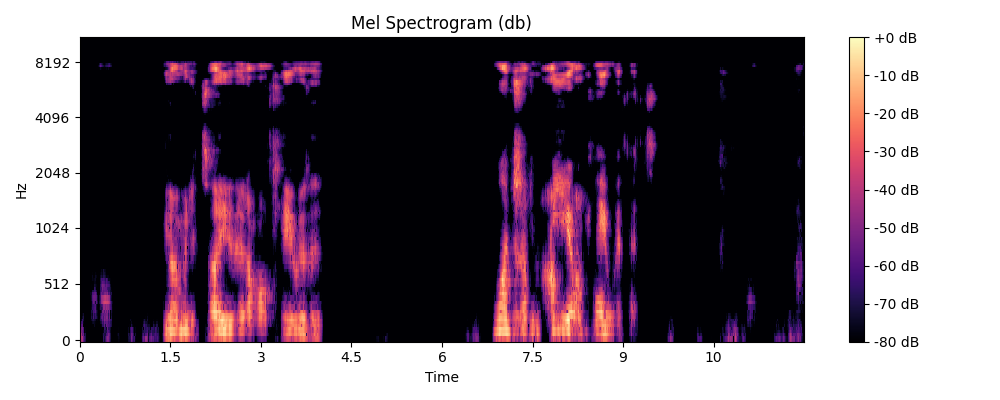 Mel Spectrogram (db)
Hz
8192
4096
2048
1024
512
0
0 1.5 3 4.5 6 7.5 9 10
Time
+0 dB
-10 dB
-20 dB
-30 dB
-40 dB
-50 dB
-60 dB
-70 dB
-80 dB